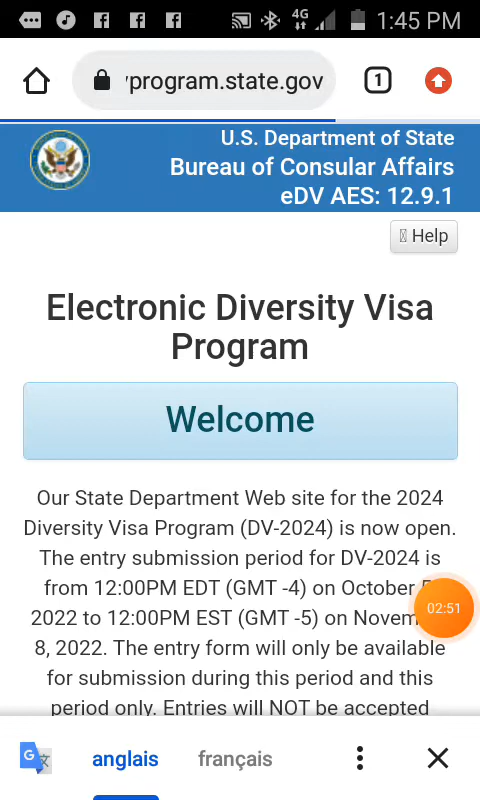 4G
1:45 PM
program.state.gov
1
U.S. Department of State
Bureau of Consular Affairs
eDV AES: 12.9.1
Help
Electronic Diversity Visa
Program
Welcome
Our State Department Web site for the 2024
Diversity Visa Program (DV-2024) is now open.
The entry submission period for DV-2024 is
from 12:00PM EDT (GMT -4) on October
2022 to 12:00PM EST (GMT -5) on
02:51
8, 2022. The entry form will only be available
for submission during this period and this
period only. Entries will NOT be accepted
G 文
anglais
français